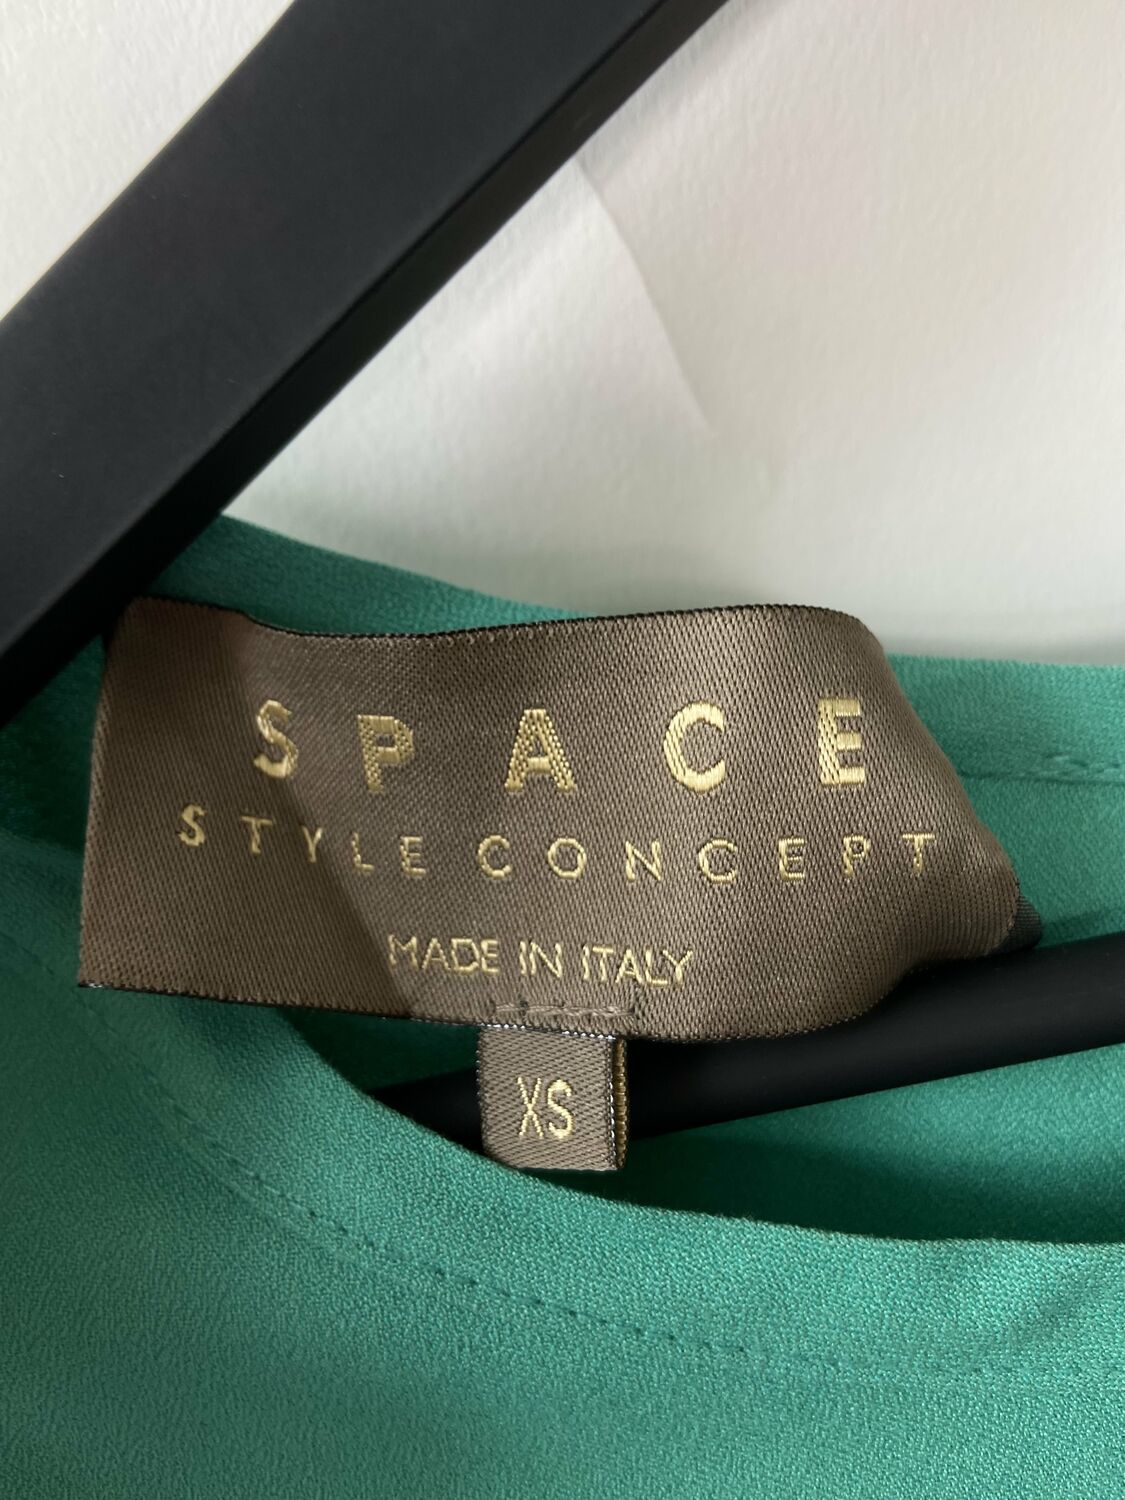 SPACE
STYLE CONCEPT
MADE IN ITALY
XS